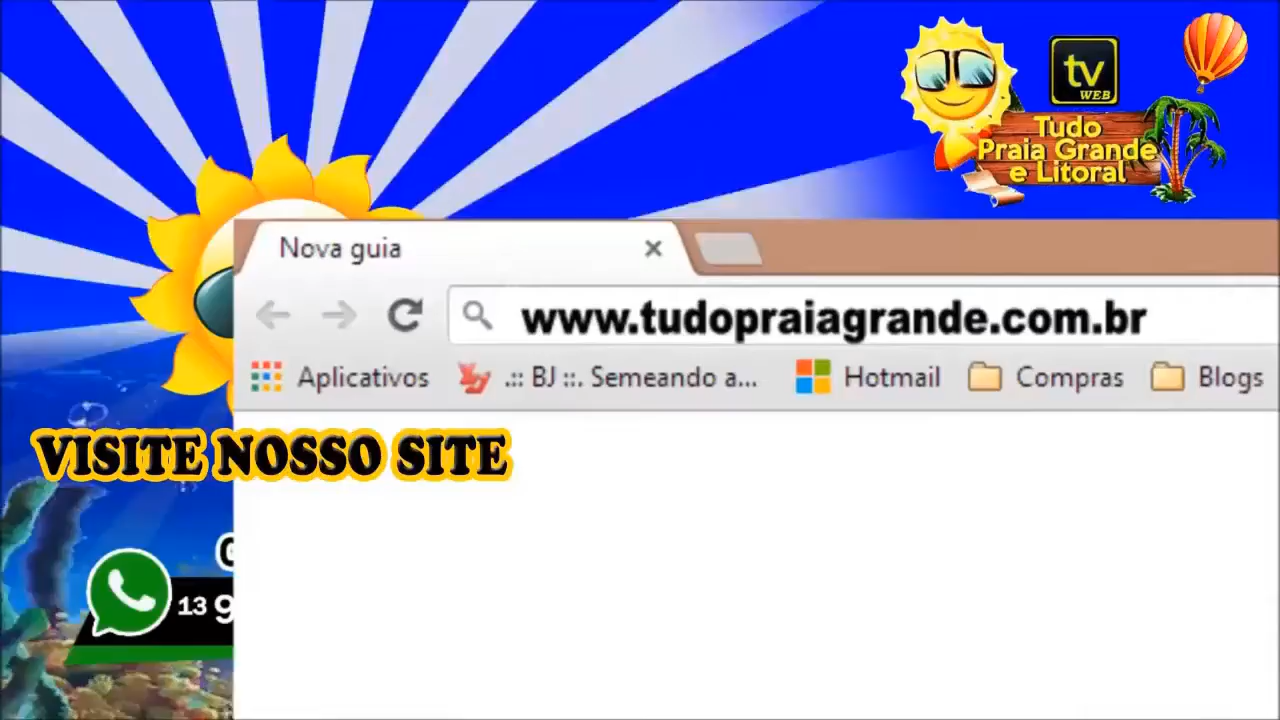 tv
WEB
Tudo
Praia Grande
e Litoral
Nova guia
www.tudopraiagrande.com.br
Aplicativos .:: BJ ::. Semeando a... Hotmail Compras Blogs
VISITE NOSSO SITE
13 9